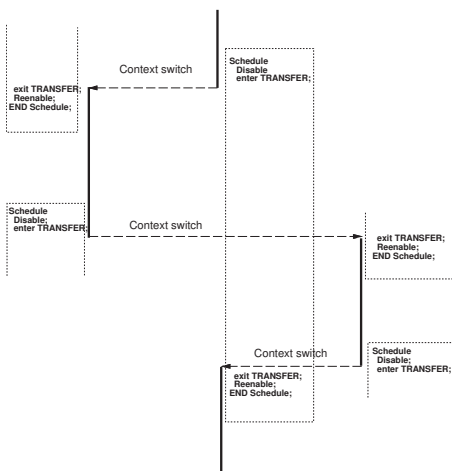 Schedule
Disable
enter TRANSFER;
Context switch
exit TRANSFER;
Reenable;
END Schedule;
Schedule
Disable;
enter TRANSFER;
Context switch
exit TRANSFER;
Reenable;
END Schedule;
Schedule
Disable;
enter TRANSFER;
Context switch
exit TRANSFER;
Reenable;
END Schedule;